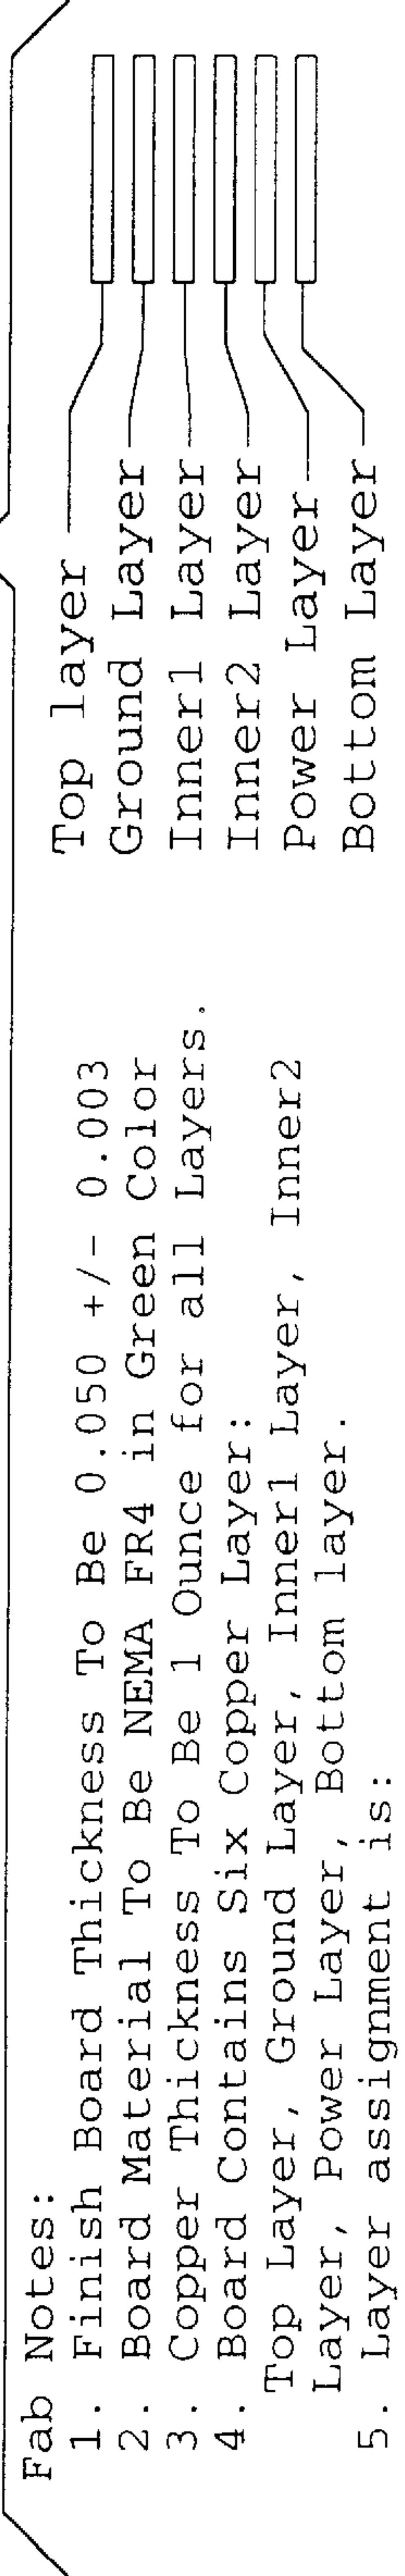 Fab Notes:
1. Finish Board Thickness To Be 0.050 +/- 0.003
2. Board Material To Be NEMA FR4 in Green Color
3. Copper Thickness To Be 1 Ounce for all Layers.
4. Board Contains Six Copper Layer:
Top Layer, Ground Layer, Inner1 Layer, Inner2
Layer, Power Layer, Bottom layer.
5. Layer assignment is:
Top layer
Ground Layer
Inner1 Layer
Inner2 Layer
Power Layer
Bottom Layer